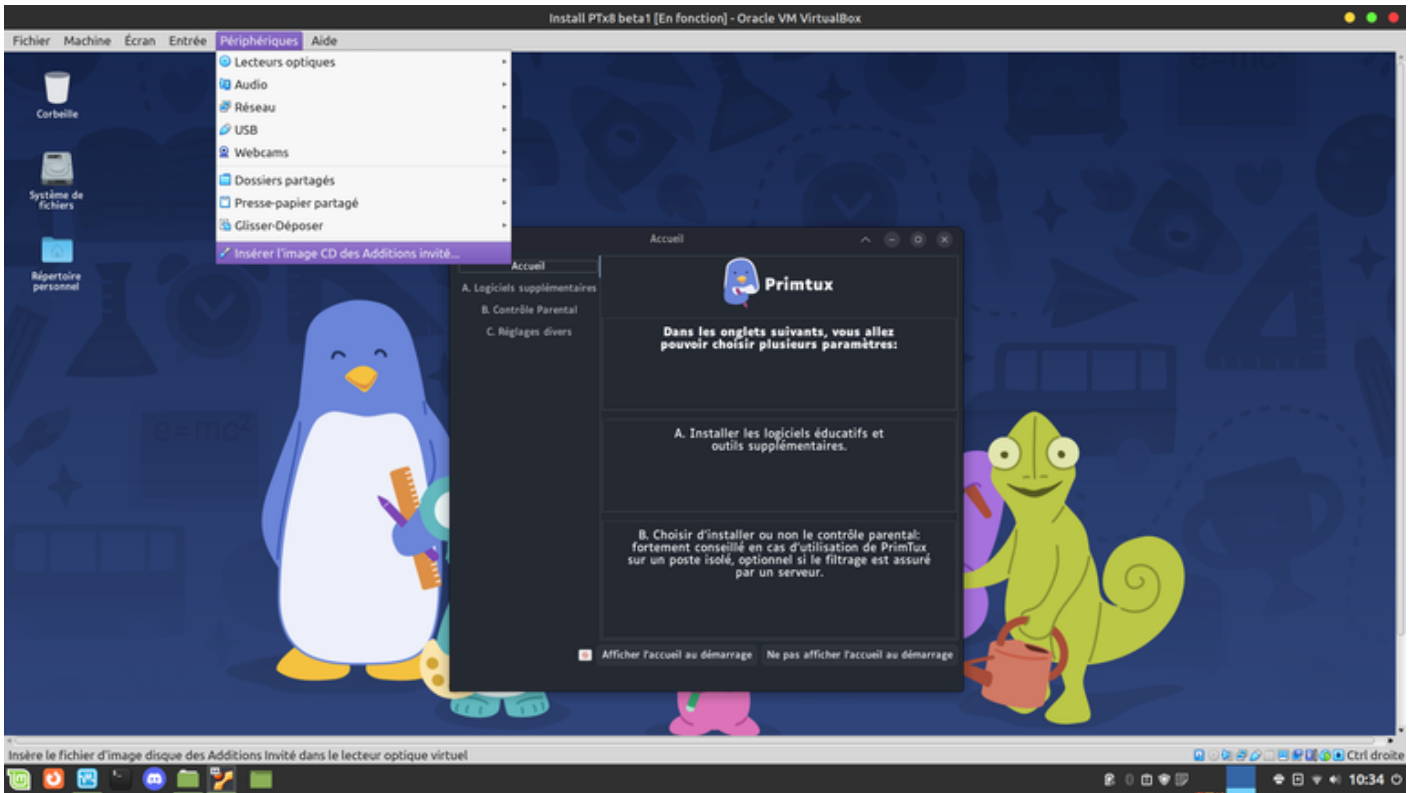 Install PTx8 beta1 [En fonction] - Oracle VM VirtualBox
Fichier Machine Écran Entrée Périphériques Aide
Lecteurs optiques
Audio
Réseau
USB
Webcams
Dossiers partagés
Presse-papier partagé
Glisser-Déposer
Insérer l'image CD des Additions invité...
Corbeille
Système de
fichiers
Répertoire
personnel
Accueil
Accueil
A. Logiciels supplémentaires
B. Contrôle Parental
C. Réglages divers
Primtux
Dans les onglets suivants, vous allez
pouvoir choisir plusieurs paramètres:
A. Installer les logiciels éducatifs et
outils supplémentaires.
B. Choisir d'installer ou non le contrôle parental:
fortement conseillé en cas d'utilisation de PrimTux
sur un poste isolé, optionnel si le filtrage est assuré
par un serveur.
Afficher l'accueil au démarrage Ne pas afficher l'accueil au démarrage
e=mc²
e=mc²
Insère le fichier d'image disque des Additions Invité dans le lecteur optique virtuel
Ctrl droite
10:34